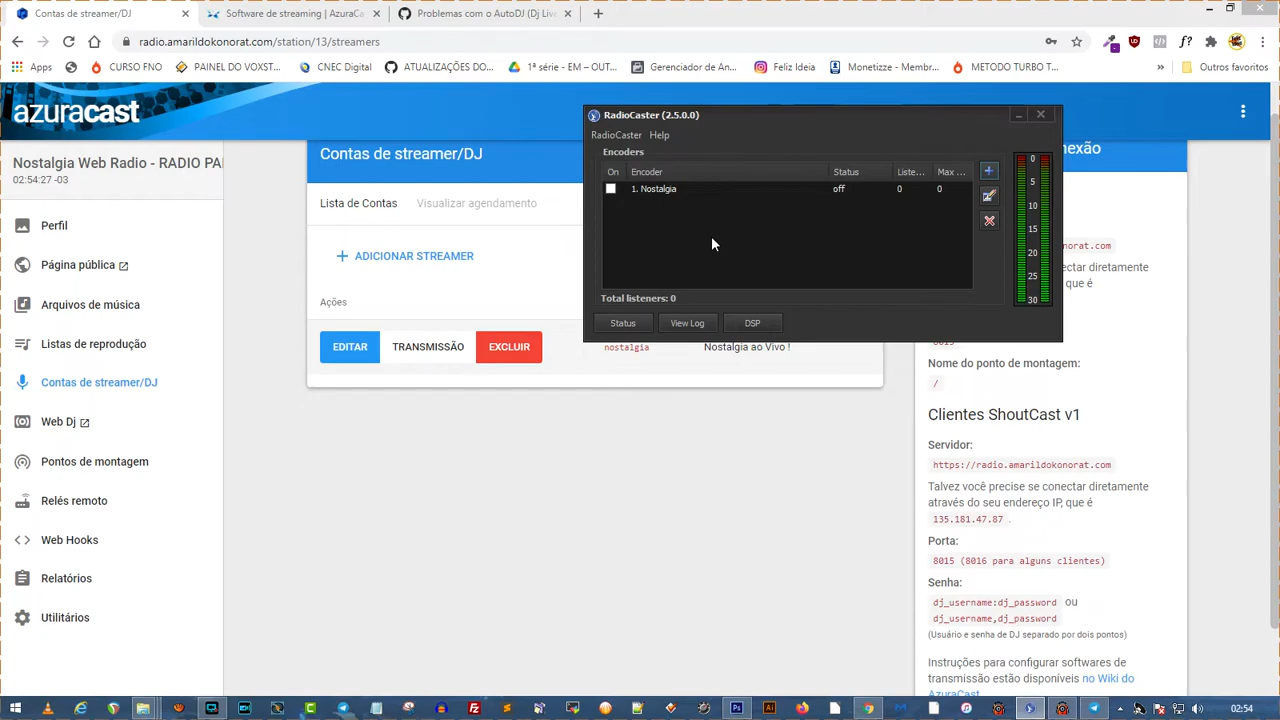 Contas de streamer/DJ
Software de streaming | AzuraCa
Problemas com o AutoDJ (Dj Live
radio.amarildokonorat.com/station/13/streamers
Apps
CURSO FNO
PAINEL DO VOXST...
CNEC Digital
ATUALIZAÇÕES DO...
1ª série - EM – OUT...
Gerenciador de An...
Feliz Ideia
Monetizze - Membr...
METODO TURBO T...
»
Outros favoritos
azuracast
Nostalgia Web Radio - RADIO PA
02:54:27 -03
Perfil
Página pública
Arquivos de música
Listas de reprodução
Contas de streamer/DJ
Web Dj
Pontos de montagem
Relés remoto
Web Hooks
Relatórios
Utilitários
Contas de streamer/DJ
Lista de Contas
Visualizar agendamento
+ ADICIONAR STREAMER
Ações
EDITAR
TRANSMISSÃO
EXCLUIR
nostalgia
Nostalgia ao Vivo !
RadioCaster (2.5.0.0)
RadioCaster Help
Encoders
On Encoder Status Liste... Max ...
1. Nostalgia off 0 0
Total listeners: 0
Status
View Log
DSP
0
5
10
15
20
25
30
nexão
norat.com
ectar diretamente
que é
8015
Nome do ponto de montagem:
/
Clientes ShoutCast v1
Servidor:
https://radio.amarildokonorat.com
Talvez você precise se conectar diretamente
através do seu endereço IP, que é
135.181.47.87 .
Porta:
8015 (8016 para alguns clientes)
Senha:
dj_username:dj_password ou
dj_username,dj_password
(Usuário e senha de DJ separado por dois pontos)
Instruções para configurar softwares de
transmissão estão disponíveis no Wiki do
AzuraCast
02:54